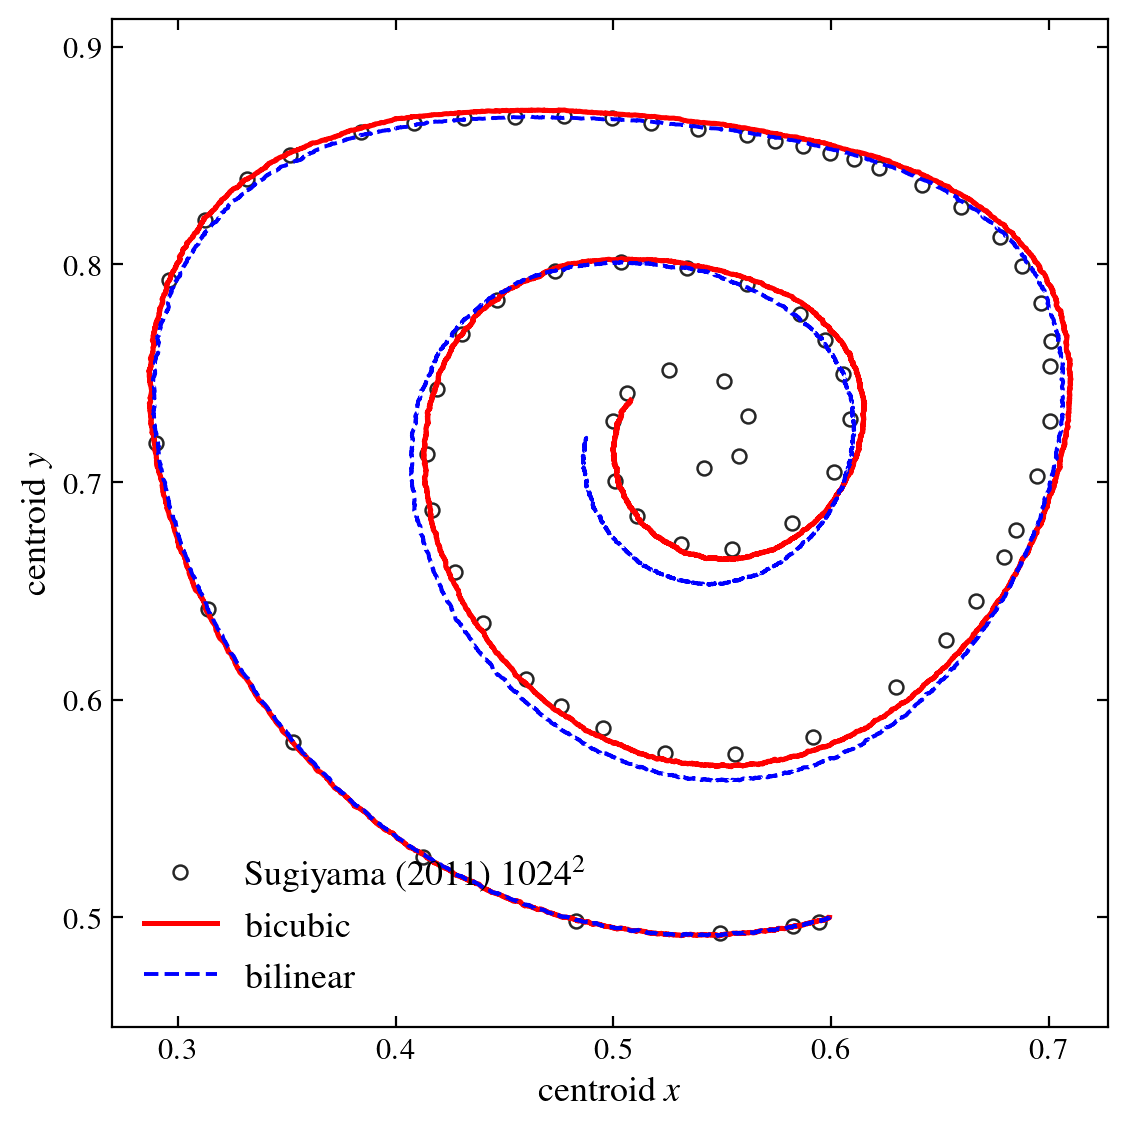 0.9
0.8
0.7
0.6
0.5
centroid y
Sugiyama (2011) 1024²
bicubic
bilinear
0.3 0.4 0.5 0.6 0.7
centroid x